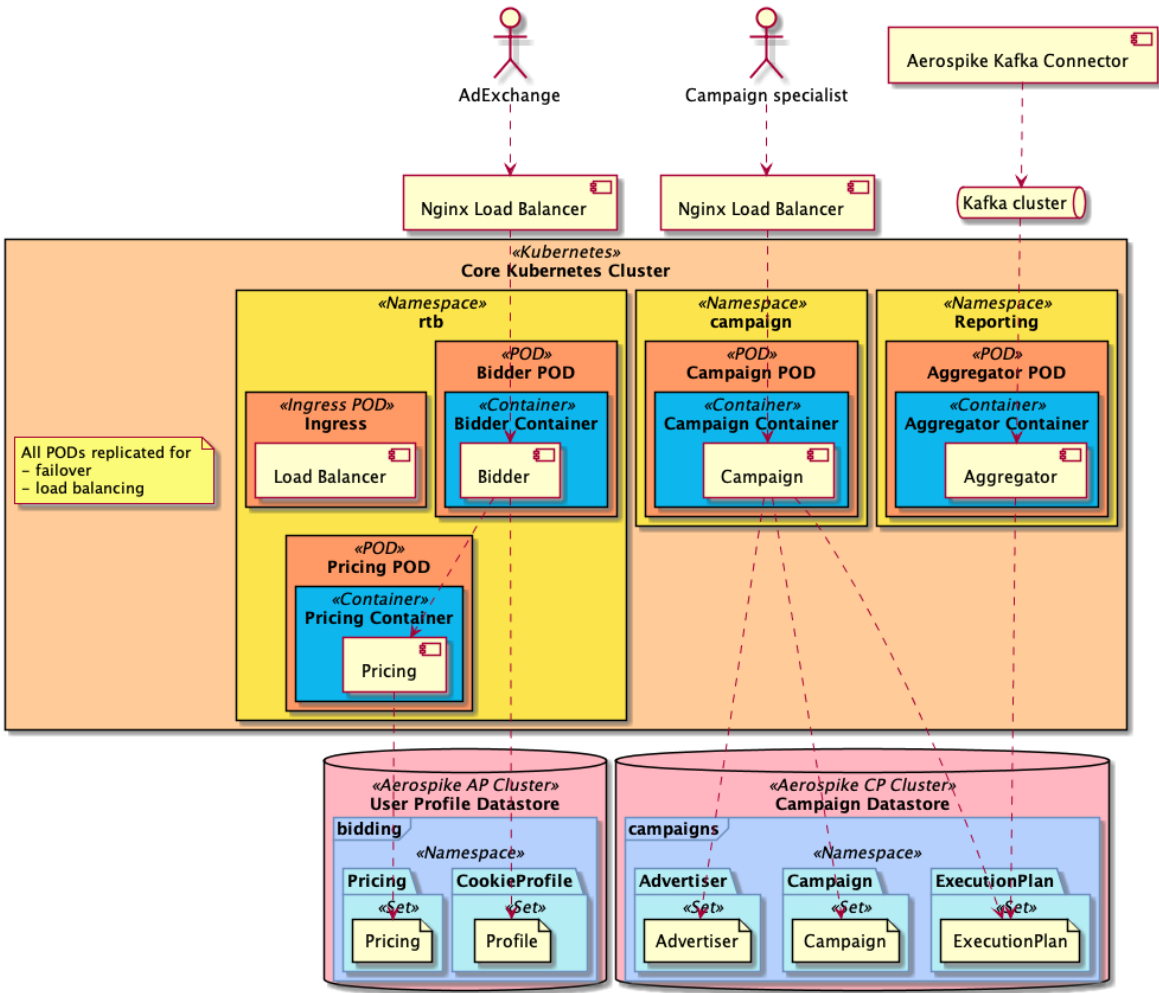 AdExchange
Campaign specialist
Aerospike Kafka Connector
Nginx Load Balancer
Nginx Load Balancer
Kafka cluster
«Kubernetes»
Core Kubernetes Cluster
«Namespace»
rtb
«Namespace»
campaign
«Namespace»
Reporting
«POD»
Bidder POD
«POD»
Campaign POD
«POD»
Aggregator POD
«Ingress POD»
Ingress
«Container»
Bidder Container
«Container»
Campaign Container
«Container»
Aggregator Container
All PODs replicated for
- failover
- load balancing
Load Balancer
Bidder
Campaign
Aggregator
«POD»
Pricing POD
«Container»
Pricing Container
Pricing
«Aerospike AP Cluster»
User Profile Datastore
«Aerospike CP Cluster»
Campaign Datastore
bidding
«Namespace»
campaigns
«Namespace»
Pricing
CookieProfile
Advertiser
Campaign
ExecutionPlan
«Set»
«Set»
«Set»
«Set»
«Set»
Pricing
Profile
Advertiser
Campaign
ExecutionPlan